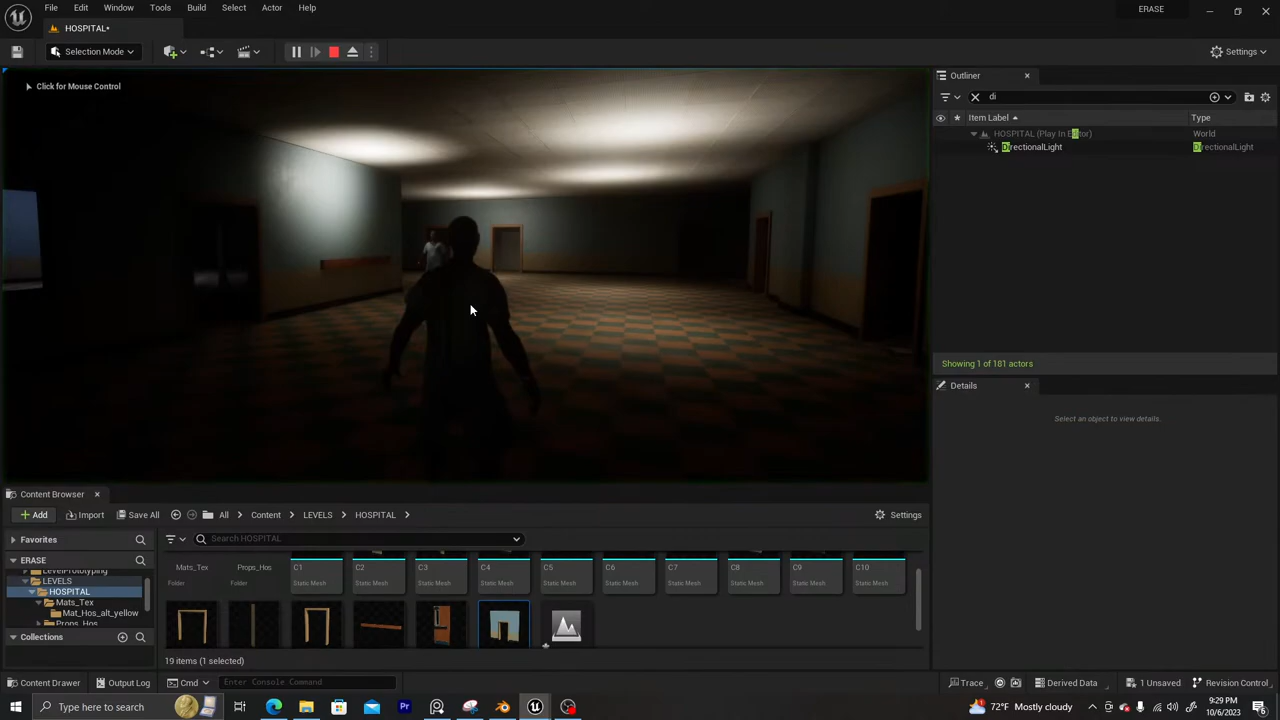 File Edit Window Tools Build Select Actor Help
ERASE
HOSPITAL*
Selection Mode
Settings
Click for Mouse Control
Outliner
di
Item Label
Type
HOSPITAL (Play In Editor)
World
DirectionalLight
DirectionalLight
Showing 1 of 181 actors
Details
Select an object to view details.
Content Browser
Add Import Save All All Content LEVELS HOSPITAL
Settings
Favorites
Search HOSPITAL
ERASE
LEVELS
HOSPITAL
Mats_Tex
Mat_Hos_alt_yellow
Props_Hos
Collections
Mats_Tex Props_Hos C1 C2 C3 C4 C5 C6 C7 C8 C9 C10
Folder Folder Static Mesh Static Mesh Static Mesh Static Mesh Static Mesh Static Mesh Static Mesh Static Mesh Static Mesh Static Mesh
19 items (1 selected)
Content Drawer Output Log Cmd Enter Console Command
Trace Derived Data 1 Unsaved Revision Control
Type here to search
72°F Mostly cloudy
9:29 PM
10/6/2023